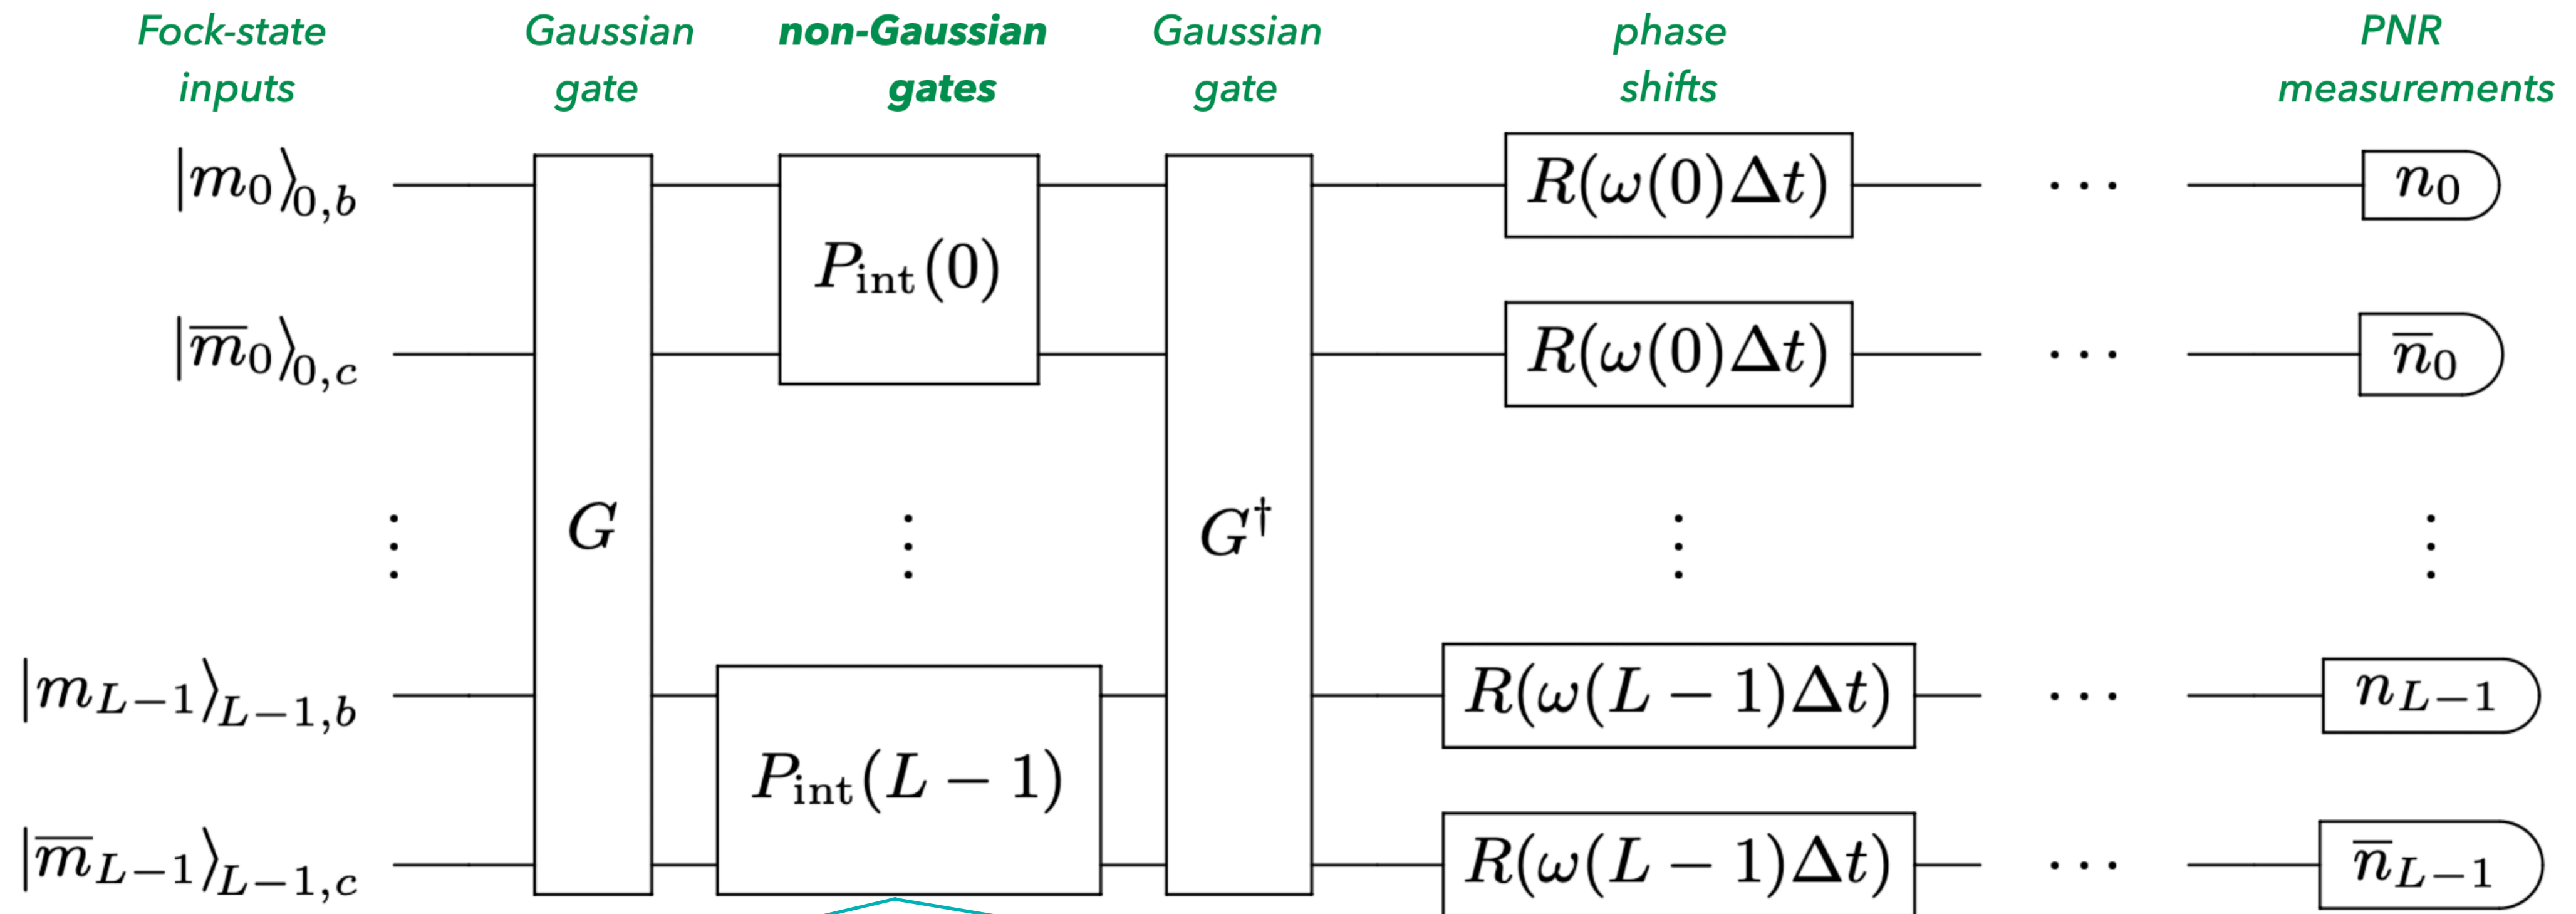 Fock-state inputs
Gaussian gate
non-Gaussian gates
Gaussian gate
phase shifts
PNR measurements
|m₀⟩₀,b
R(ω(0)Δt)
⋯
n₀
P_int(0)
|m̅₀⟩₀,c
R(ω(0)Δt)
⋯
n̅₀
⋮
G
⋮
G†
⋮
⋮
|m_{L−1}⟩_{L−1,b}
R(ω(L − 1)Δt)
⋯
n_{L−1}
P_int(L − 1)
|m̅_{L−1}⟩_{L−1,c}
R(ω(L − 1)Δt)
⋯
n̅_{L−1}